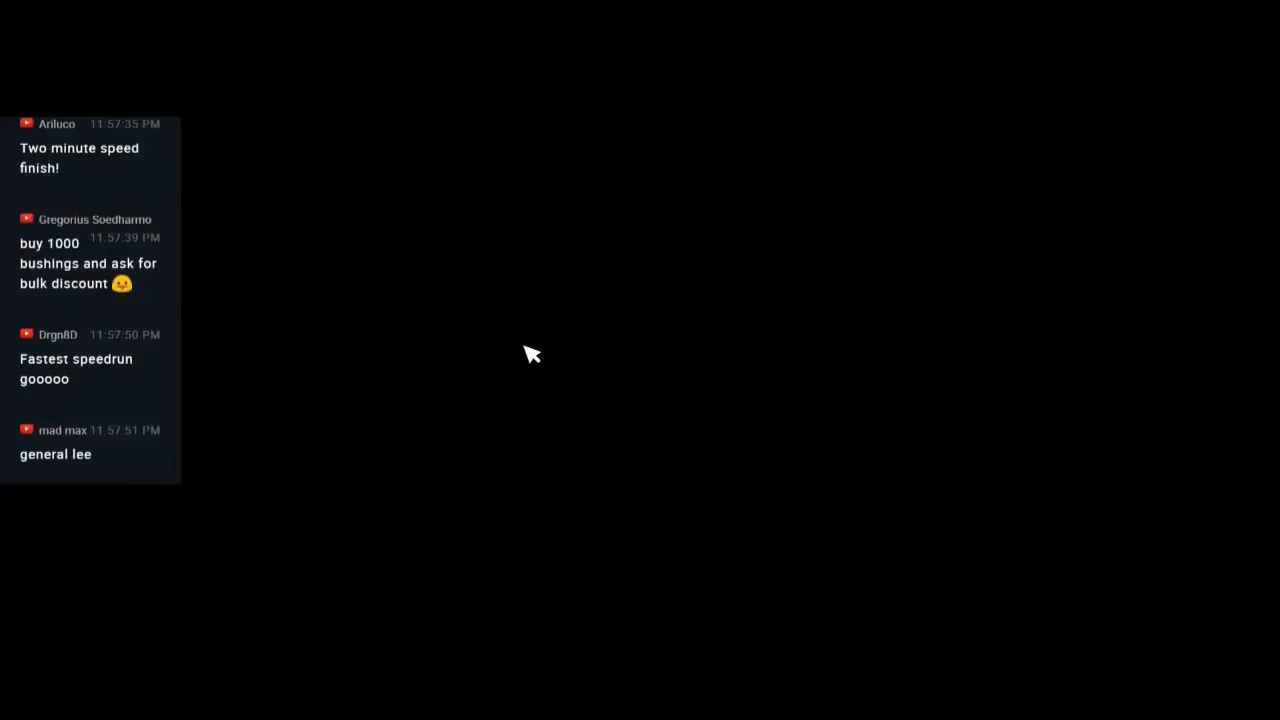 Ariluco 11:57:35 PM
Two minute speed
finish!
Gregorius Soedharmo
11:57:39 PM
buy 1000
bushings and ask for
bulk discount
Drgn8D 11:57:50 PM
Fastest speedrun
gooooo
mad max 11:57:51 PM
general lee